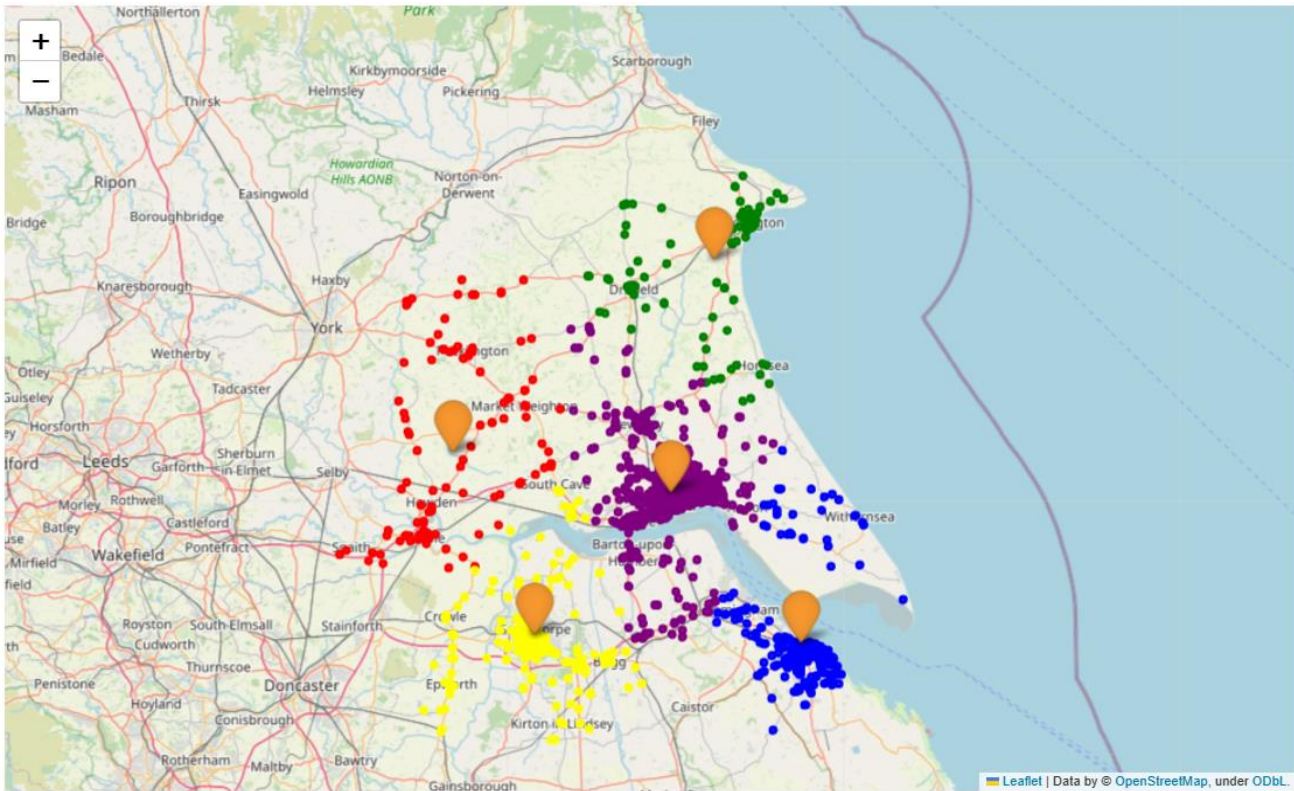 Northallerton
Park
+
Bedale
Scarborough
Kirkbymoorside
Helmsley
Pickering
−
Thirsk
Masham
Filey
Howardian
Hills AONB
Norton-on-
Derwent
Ripon
Easingwold
Bridge
Boroughbridge
Haxby
Knaresborough
York
Wetherby
Otley
Tadcaster
Guiseley
Market Weighton
Horsforth
Leeds
Garforth
Sherburn
in Elmet
Selby
Rothwell
South Cave
Morley
Castleford
Batley
Withernsea
Pontefract
Wakefield
Barton-upon-
Mirfield
Crowle
Royston
South Elmsall
Stainforth
Cudworth
Thurnscoe
Penistone
Doncaster
Hoyland
Conisbrough
Caistor
Kirton in Lindsey
Rotherham
Maltby
Bawtry
Gainsborough
Leaflet | Data by © OpenStreetMap, under ODbL.